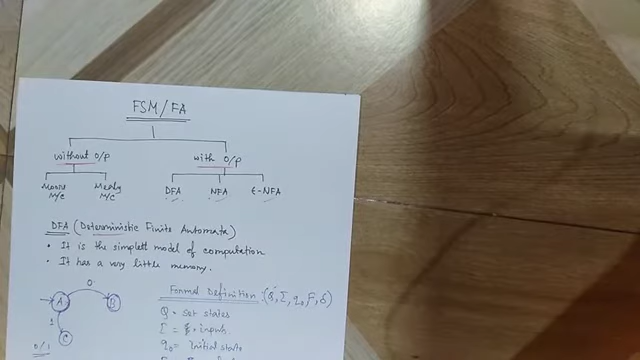 FSM/FA
without O/P with O/P
Moore Mealy DFA NFA E-NFA
M/C M/C
DFA (Deterministic Finite Automata)
• It is the simplest model of computation
• It has a very little memory.
0
A B
1
C
0/1
Formal Definition: (Q, Σ, q0, F, δ)
Q = set states
Σ = inputs.
q0 = initial state